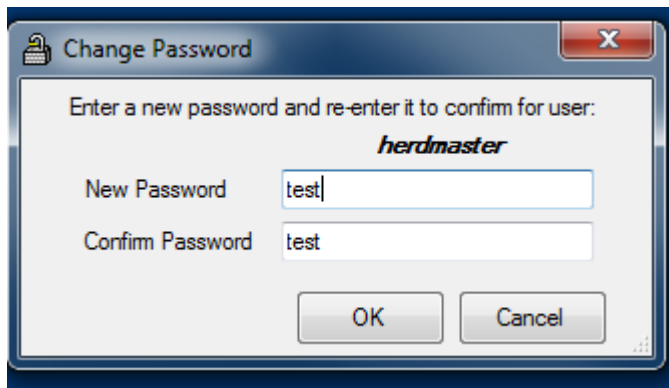 Change Password
Enter a new password and re-enter it to confirm for user:
herdmaster
New Password test
Confirm Password test
OK Cancel